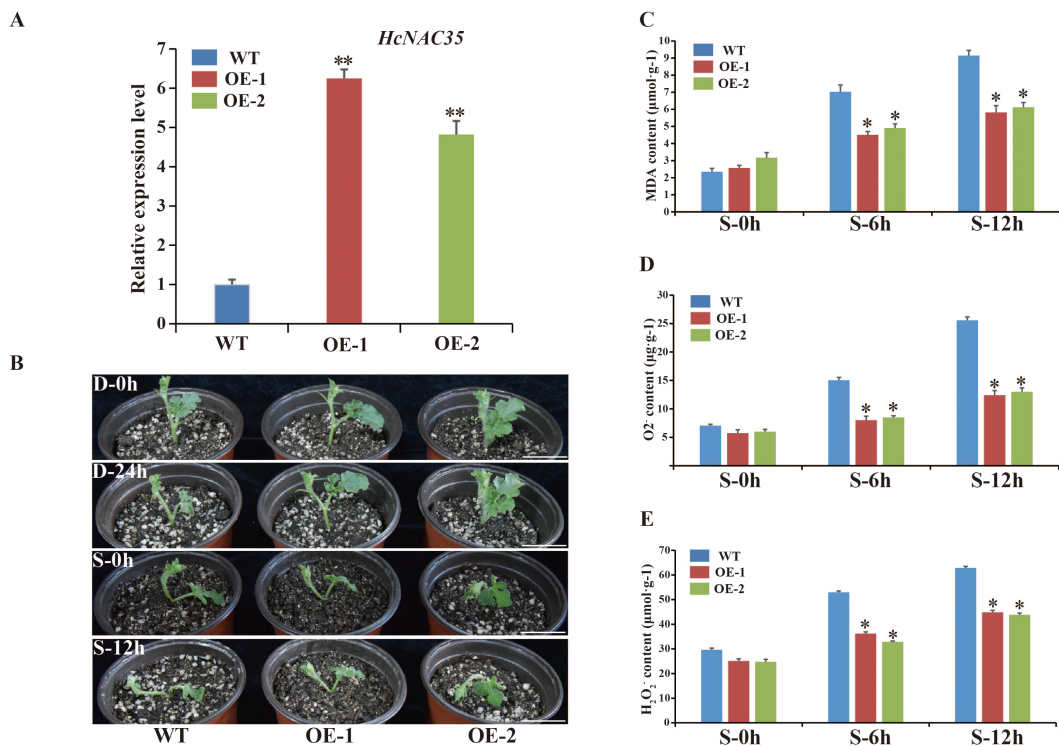 A
HcNAC35
WT
OE-1
OE-2
Relative expression level
7
6
5
4
3
2
1
0
**
**
WT OE-1 OE-2
B
D-0h
D-24h
S-0h
S-12h
WT OE-1 OE-2
C
WT
OE-1
OE-2
MDA content (μmol·g-1)
10
9
8
7
6
5
4
3
2
1
0
* *
* *
S-0h S-6h S-12h
D
WT
OE-1
OE-2
O2⁻ content (μg·g-1)
30
25
15
10
5
* *
* *
S-0h S-6h S-12h
E
WT
OE-1
OE-2
H₂O₂⁻ content (μmol·g-1)
70
60
50
40
30
20
10
0
* *
* *
S-0h S-6h S-12h